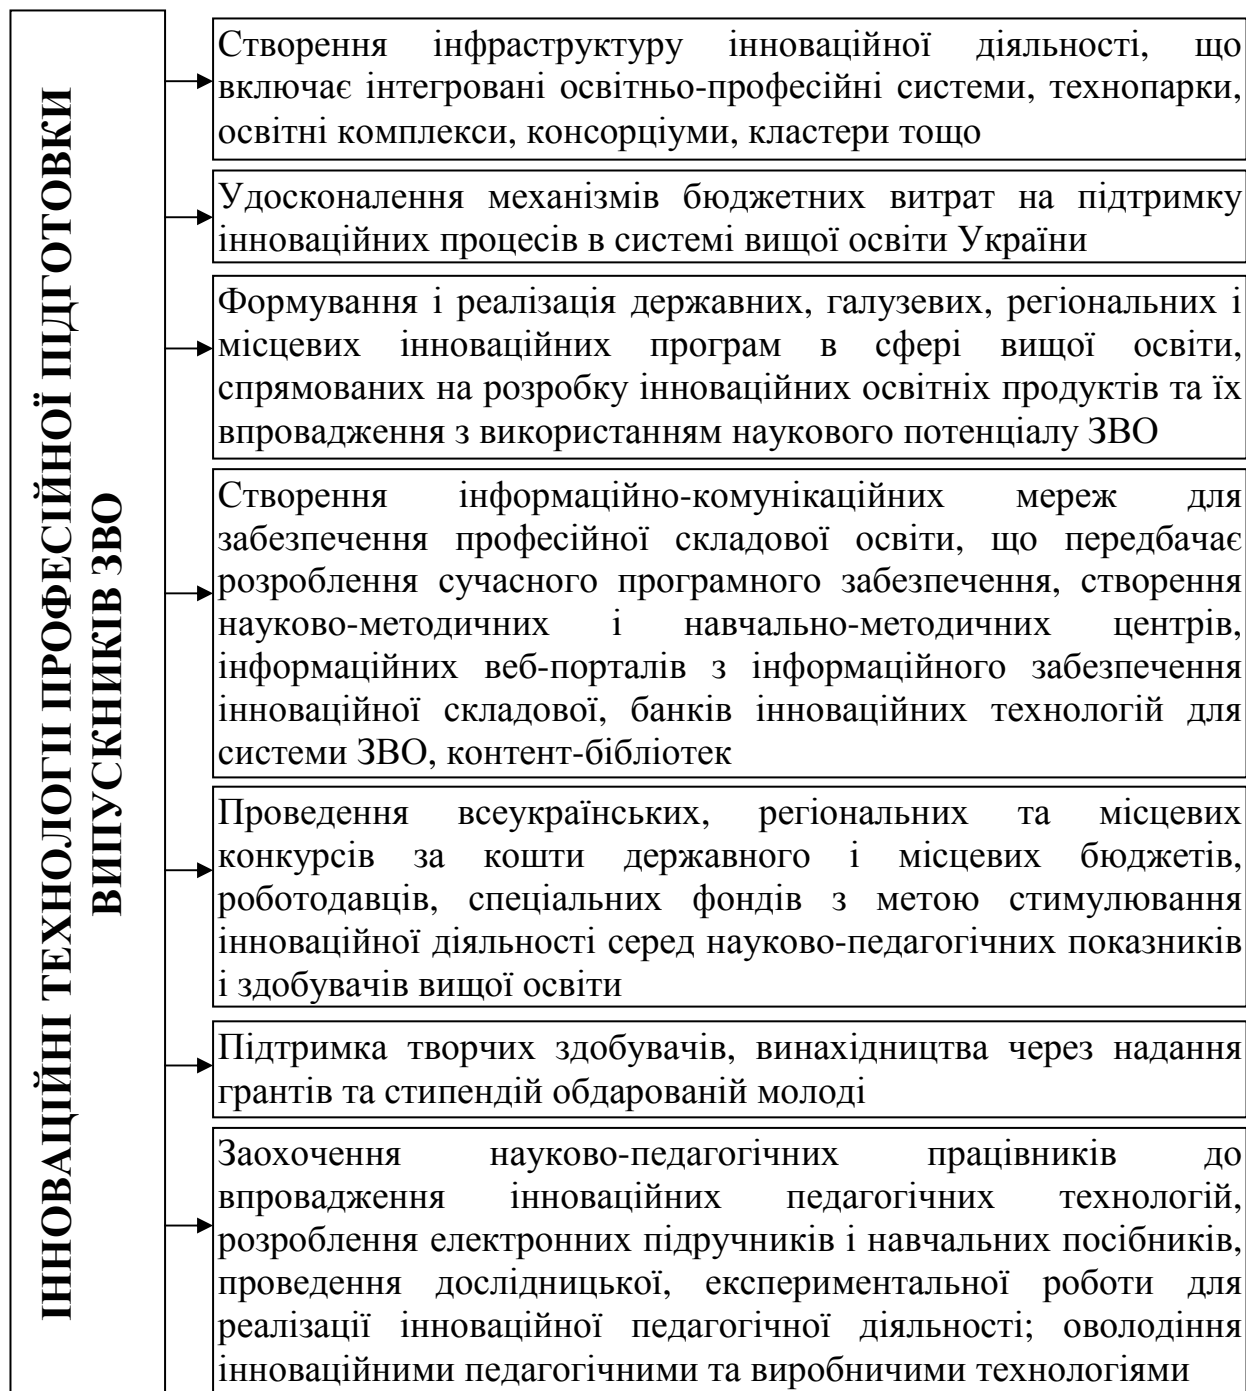 ІННОВАЦІЙНІ ТЕХНОЛОГІЇ ПРОФЕСІЙНОЇ ПІДГОТОВКИ
ВИПУСКНИКІВ ЗВО
Створення інфраструктуру інноваційної діяльності, що
включає інтегровані освітньо-професійні системи, технопарки,
освітні комплекси, консорціуми, кластери тощо
Удосконалення механізмів бюджетних витрат на підтримку
інноваційних процесів в системі вищої освіти України
Формування і реалізація державних, галузевих, регіональних і
місцевих інноваційних програм в сфері вищої освіти,
спрямованих на розробку інноваційних освітніх продуктів та їх
впровадження з використанням наукового потенціалу ЗВО
Створення інформаційно-комунікаційних мереж для
забезпечення професійної складової освіти, що передбачає
розроблення сучасного програмного забезпечення, створення
науково-методичних і навчально-методичних центрів,
інформаційних веб-порталів з інформаційного забезпечення
інноваційної складової, банків інноваційних технологій для
системи ЗВО, контент-бібліотек
Проведення всеукраїнських, регіональних та місцевих
конкурсів за кошти державного і місцевих бюджетів,
роботодавців, спеціальних фондів з метою стимулювання
інноваційної діяльності серед науково-педагогічних показників
і здобувачів вищої освіти
Підтримка творчих здобувачів, винахідництва через надання
грантів та стипендій обдарованій молоді
Заохочення науково-педагогічних працівників до
впровадження інноваційних педагогічних технологій,
розроблення електронних підручників і навчальних посібників,
проведення дослідницької, експериментальної роботи для
реалізації інноваційної педагогічної діяльності; оволодіння
інноваційними педагогічними та виробничими технологіями